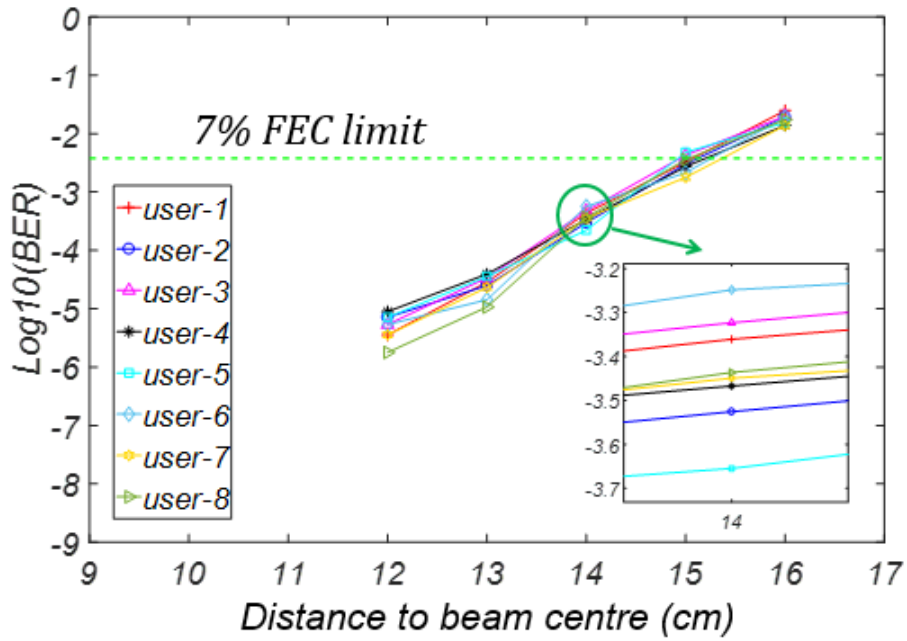 0
-1
-2
-3
-4
-5
-6
-7
-8
-9
Log10(BER)
7% FEC limit
user-1
user-2
user-3
user-4
user-5
user-6
user-7
user-8
-3.2
-3.3
-3.4
-3.5
-3.6
-3.7
14
9 10 11 12 13 14 15 16 17
Distance to beam centre (cm)